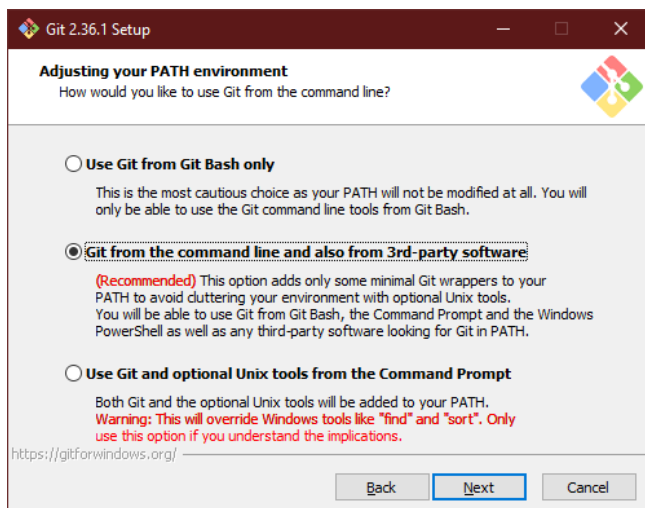 Git 2.36.1 Setup
Adjusting your PATH environment
How would you like to use Git from the command line?
Use Git from Git Bash only
This is the most cautious choice as your PATH will not be modified at all. You will
only be able to use the Git command line tools from Git Bash.
Git from the command line and also from 3rd-party software
(Recommended) This option adds only some minimal Git wrappers to your
PATH to avoid cluttering your environment with optional Unix tools.
You will be able to use Git from Git Bash, the Command Prompt and the Windows
PowerShell as well as any third-party software looking for Git in PATH.
Use Git and optional Unix tools from the Command Prompt
Both Git and the optional Unix tools will be added to your PATH.
Warning: This will override Windows tools like "find" and "sort". Only
use this option if you understand the implications.
https://gitforwindows.org/
Back Next Cancel